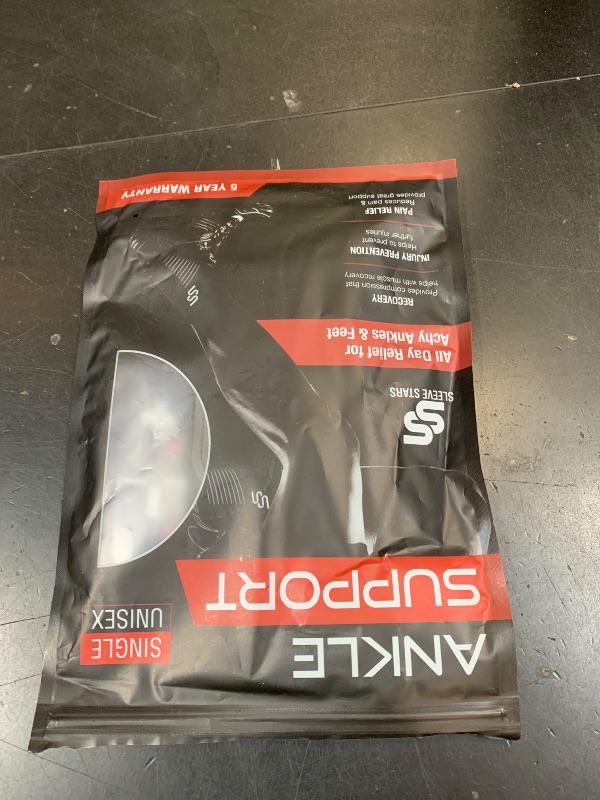 ANKLE
SUPPORT
SINGLE
UNISEX
SS
SLEEVE STARS
All Day Relief for
Achy Ankles & Feet
RECOVERY
Provides compression that
helps with muscle recovery
INJURY PREVENTION
Helps to prevent
further injuries
PAIN RELIEF
Reduces pain &
provides great support
5 YEAR WARRANTY